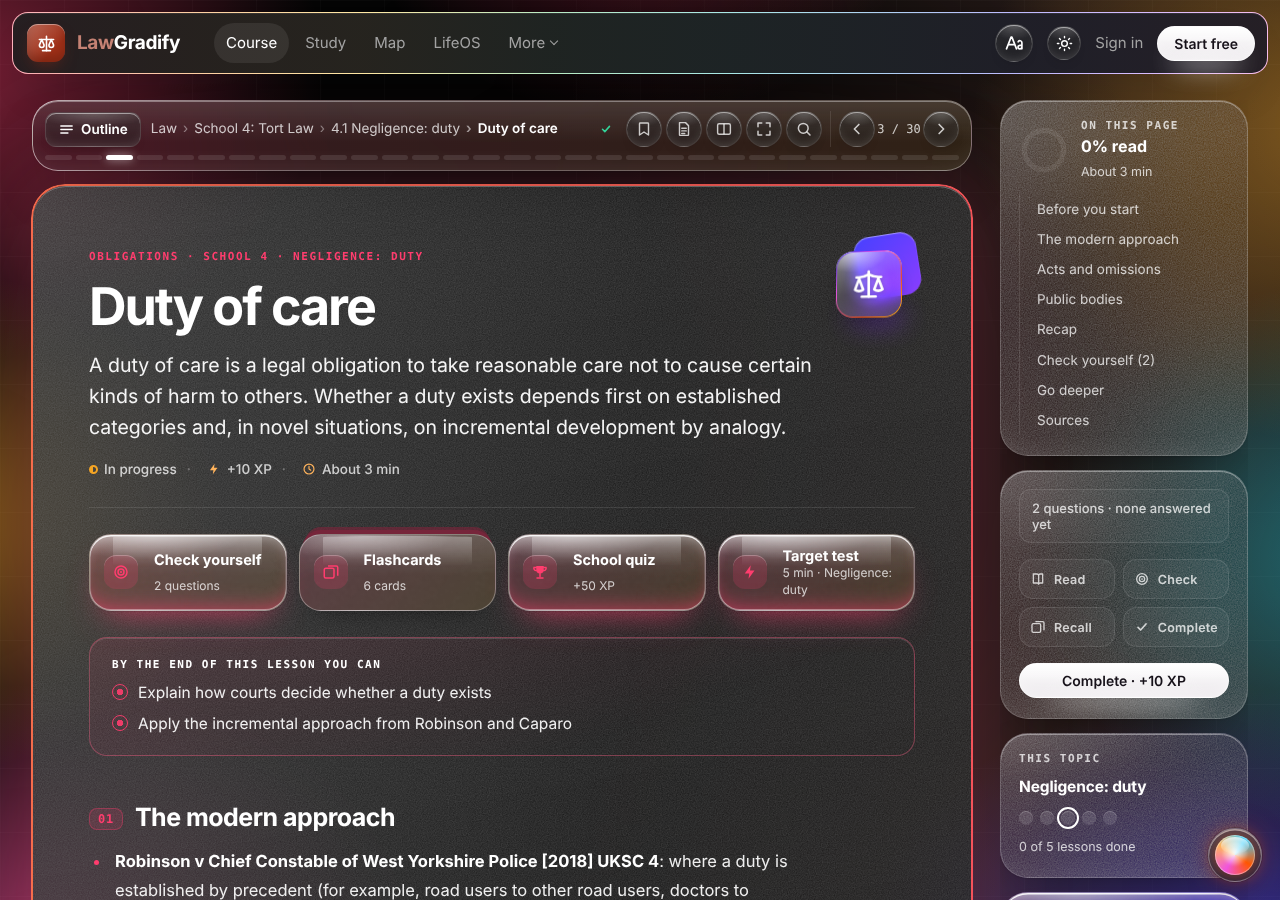 LawGradify
Course
Study
Map
LifeOS
More
Aa
Sign in
Start free
Outline
Law › School 4: Tort Law › 4.1 Negligence: duty › Duty of care
3 / 30
OBLIGATIONS · SCHOOL 4 · NEGLIGENCE: DUTY
Duty of care
A duty of care is a legal obligation to take reasonable care not to cause certain
kinds of harm to others. Whether a duty exists depends first on established
categories and, in novel situations, on incremental development by analogy.
In progress · +10 XP · About 3 min
Check yourself
2 questions
Flashcards
6 cards
School quiz
+50 XP
Target test
5 min · Negligence:
duty
BY THE END OF THIS LESSON YOU CAN
Explain how courts decide whether a duty exists
Apply the incremental approach from Robinson and Caparo
01 The modern approach
• Robinson v Chief Constable of West Yorkshire Police [2018] UKSC 4: where a duty is
established by precedent (for example, road users to other road users, doctors to
ON THIS PAGE
0% read
About 3 min
Before you start
The modern approach
Acts and omissions
Public bodies
Recap
Check yourself (2)
Go deeper
Sources
2 questions · none answered
yet
Read
Check
Recall
Complete
Complete · +10 XP
THIS TOPIC
Negligence: duty
0 of 5 lessons done